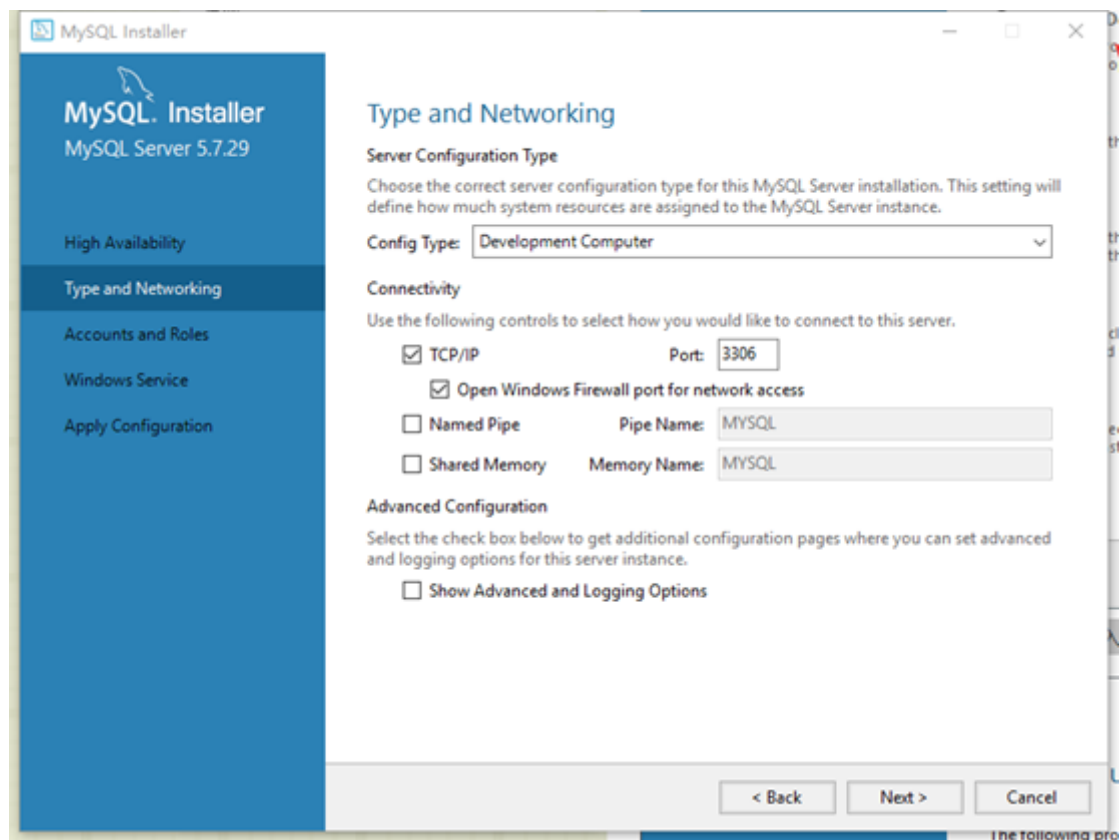 MySQL Installer
MySQL. Installer
MySQL Server 5.7.29
High Availability
Type and Networking
Accounts and Roles
Windows Service
Apply Configuration
Type and Networking
Server Configuration Type
Choose the correct server configuration type for this MySQL Server installation. This setting will
define how much system resources are assigned to the MySQL Server instance.
Config Type: Development Computer
Connectivity
Use the following controls to select how you would like to connect to this server.
TCP/IP Port: 3306
Open Windows Firewall port for network access
Named Pipe Pipe Name: MYSQL
Shared Memory Memory Name: MYSQL
Advanced Configuration
Select the check box below to get additional configuration pages where you can set advanced
and logging options for this server instance.
Show Advanced and Logging Options
< Back Next > Cancel
The following